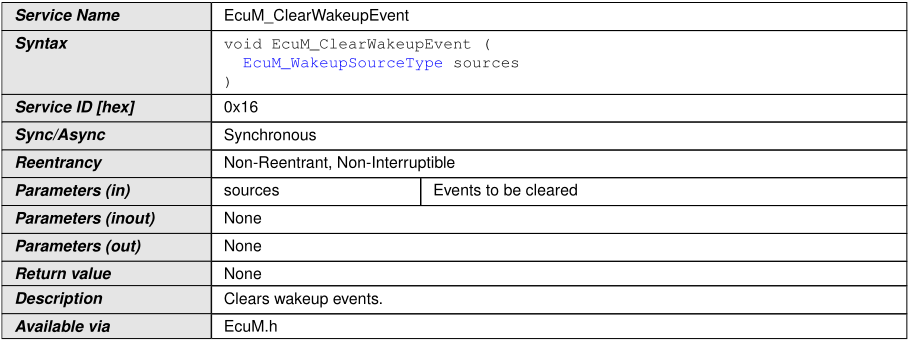 Service Name EcuM_ClearWakeupEvent
Syntax void EcuM_ClearWakeupEvent (
EcuM_WakeupSourceType sources
)
Service ID [hex] 0x16
Sync/Async Synchronous
Reentrancy Non-Reentrant, Non-Interruptible
Parameters (in) sources Events to be cleared
Parameters (inout) None
Parameters (out) None
Return value None
Description Clears wakeup events.
Available via EcuM.h